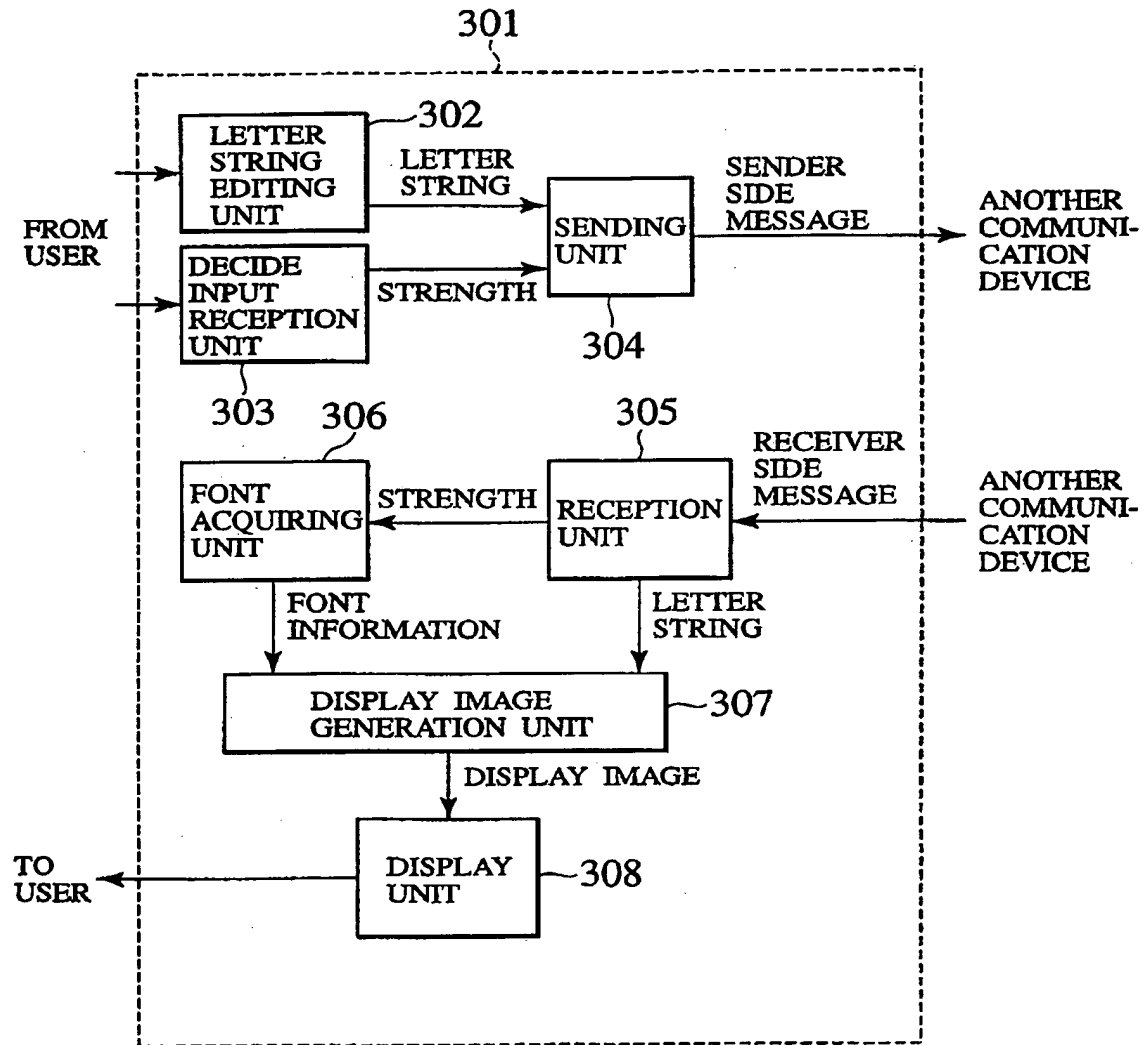 301
302
LETTER
STRING
EDITING
UNIT
LETTER
STRING
SENDER
SIDE
MESSAGE
FROM
USER
SENDING
UNIT
304
ANOTHER
COMMUNI-
CATION
DEVICE
DECIDE
INPUT
RECEPTION
UNIT
303
STRENGTH
306
305
RECEIVER
SIDE
MESSAGE
FONT
ACQUIRING
UNIT
STRENGTH
RECEPTION
UNIT
ANOTHER
COMMUNI-
CATION
DEVICE
FONT
INFORMATION
LETTER
STRING
DISPLAY IMAGE
GENERATION UNIT
307
DISPLAY IMAGE
TO
USER
DISPLAY
UNIT
308